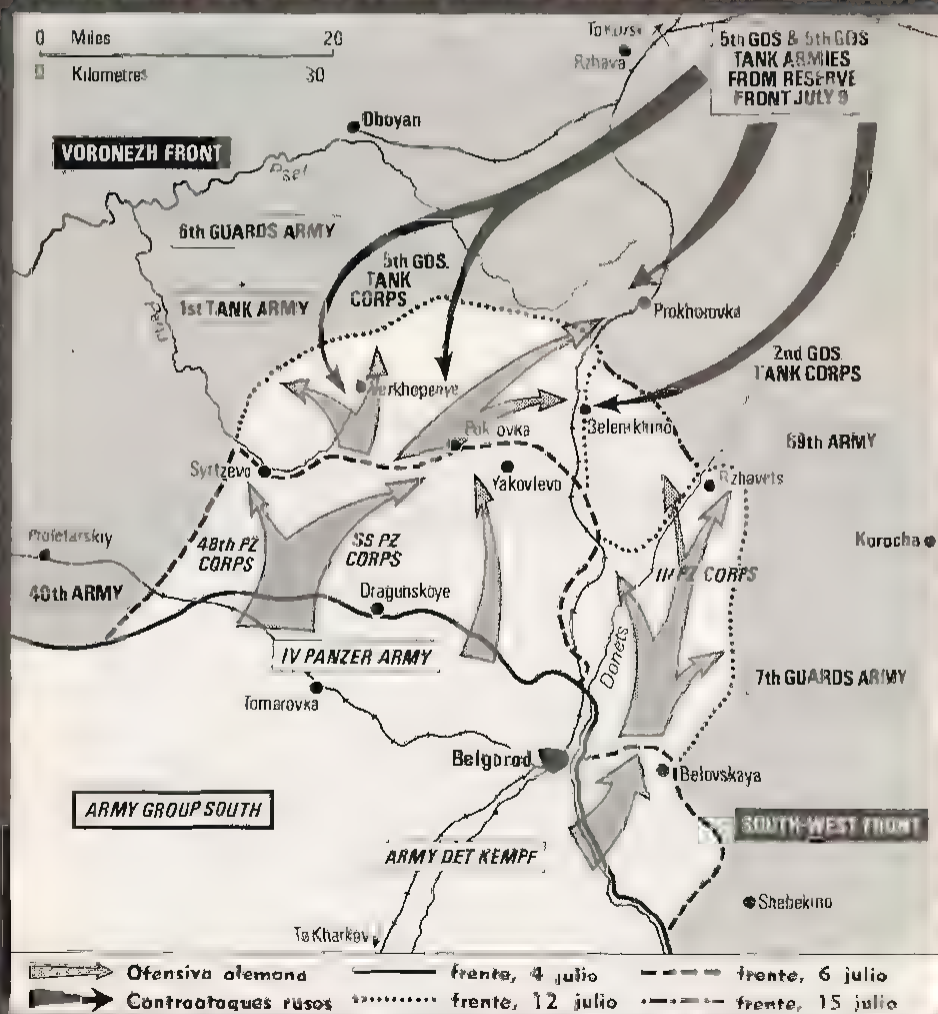 0 Miles 20
0 Kilometres 30
Rzhava
5th GDS & 5th GDS
TANK ARMIES
FROM RESERVE
FRONT JULY 9
Oboyan
VORONEZH FRONT
Psel
6th GUARDS ARMY
5th GDS.
TANK
CORPS
1st TANK ARMY
Prokhorovka
2nd GDS.
TANK CORPS
Verkhopenye
Belenikhino
69th ARMY
Syrtzevo
Yakovlevo
Rzhavets
Korocha
48th PZ
CORPS
SS PZ
CORPS
III PZ CORPS
40th ARMY
Dragunskoye
IV PANZER ARMY
Donets
7th GUARDS ARMY
Tomarovka
Belgorod
Belovskaya
ARMY GROUP SOUTH
SOUTH-WEST FRONT
ARMY DET KEMPF
Shebekino
To Kharkov
Ofensiva alemana frente, 4 julio frente, 6 julio
Contraataques rusos frente, 12 julio frente, 15 julio